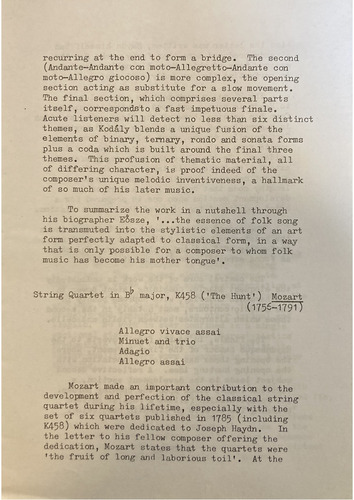 recurring at the end to form a bridge. The second
(Andante-Andante con moto-Allegretto-Andante con
moto-Allegro giocoso) is more complex, the opening
section acting as substitute for a slow movement.
The final section, which comprises several parts
itself, correspondsto a fast impetuous finale.
Acute listeners will detect no less than six distinct
themes, as Kodály blends a unique fusion of the
elements of binary, ternary, rondo and sonata forms
plus a coda which is built around the final three
themes. This profusion of thematic material, all
of differing character, is proof indeed of the
composer's unique melodic inventiveness, a hallmark
of so much of his later music.
To summarize the work in a nutshell through
his biographer Eősze, '...the essence of folk song
is transmuted into the stylistic elements of an art
form perfectly adapted to classical form, in a way
that is only possible for a composer to whom folk
music has become his mother tongue'.
String Quartet in B♭ major, K458 ('The Hunt') Mozart
(1756-1791)
Allegro vivace assai
Minuet and trio
Adagio
Allegro assai
Mozart made an important contribution to the
development and perfection of the classical string
quartet during his lifetime, especially with the
set of six quartets published in 1785 (including
K458) which were dedicated to Joseph Haydn. In
the letter to his fellow composer offering the
dedication, Mozart states that the quartets were
'the fruit of long and laborious toil'. At the